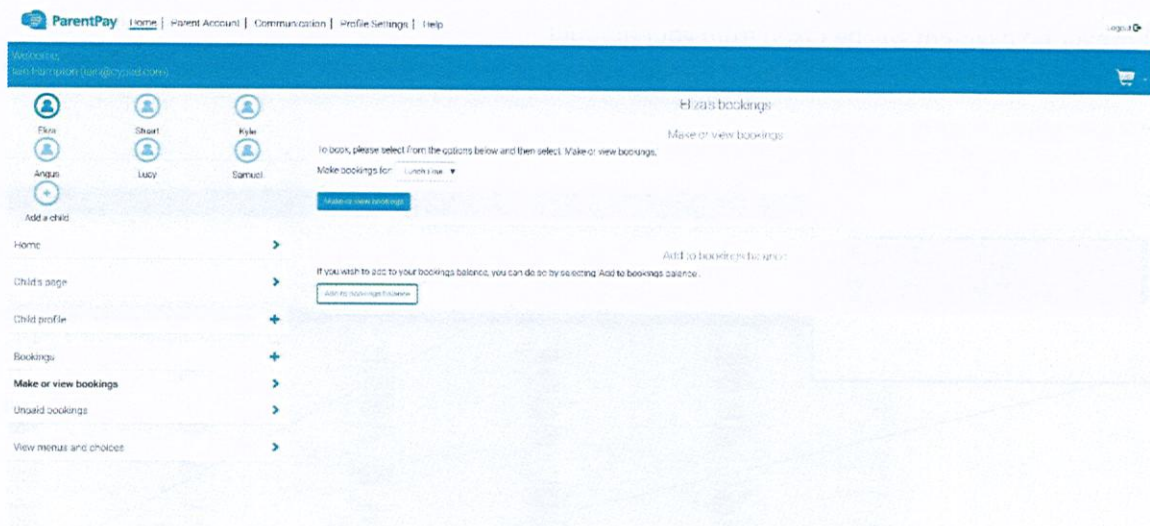 ParentPay Home | Parent Account | Communication | Profile Settings | Help
Logout
Welcome,
Eliza Stuart Kyle
Angus Lucy Samuel
Add a child
Home
Child's page
Child profile
Bookings
Make or view bookings
Unpaid bookings
View menus and choices
Eliza's bookings
Make or view bookings
To book, please select from the options below and then select 'Make or view bookings'.
Make bookings for:
Make or view bookings
Add to bookings balance
If you wish to add to your bookings balance, you can do so by selecting 'Add to bookings balance'.
Add to bookings balance